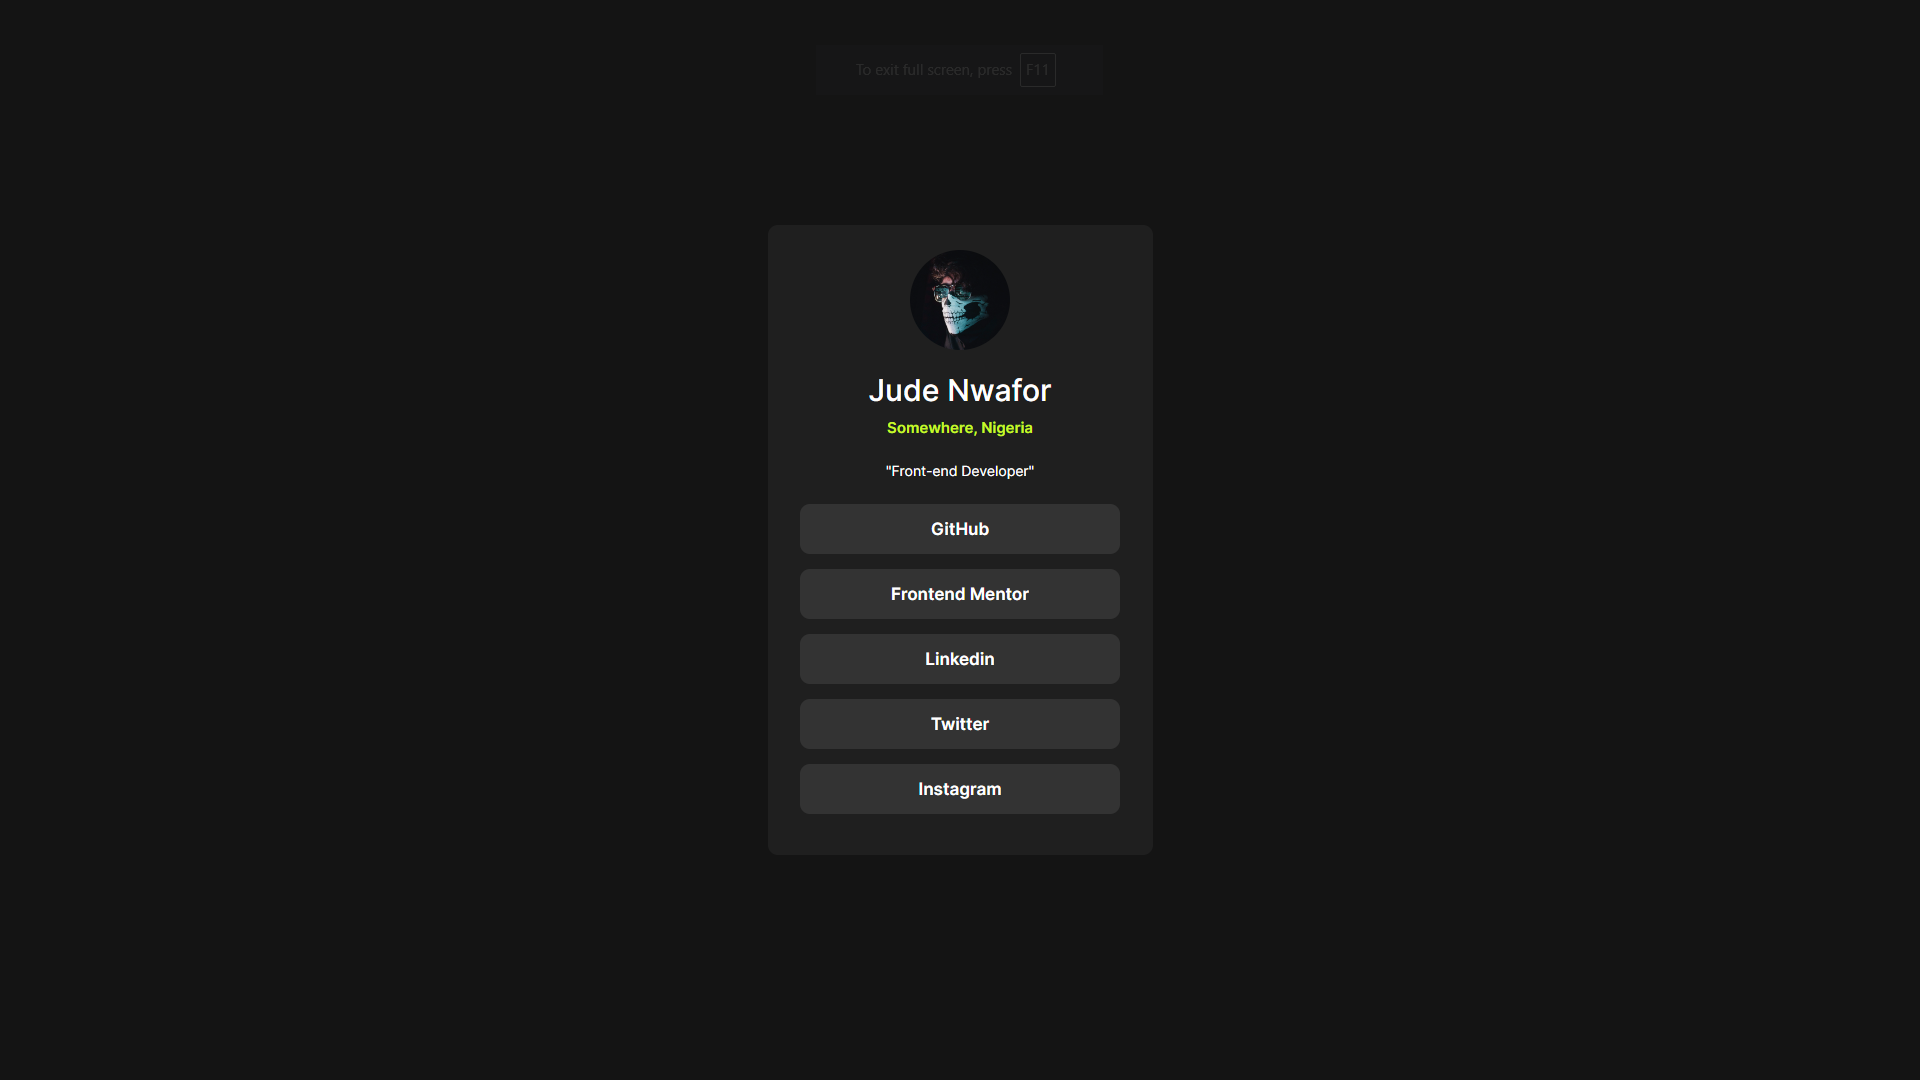 To exit full screen, press F11
Jude Nwafor
Somewhere, Nigeria
"Front-end Developer"
GitHub
Frontend Mentor
Linkedin
Twitter
Instagram